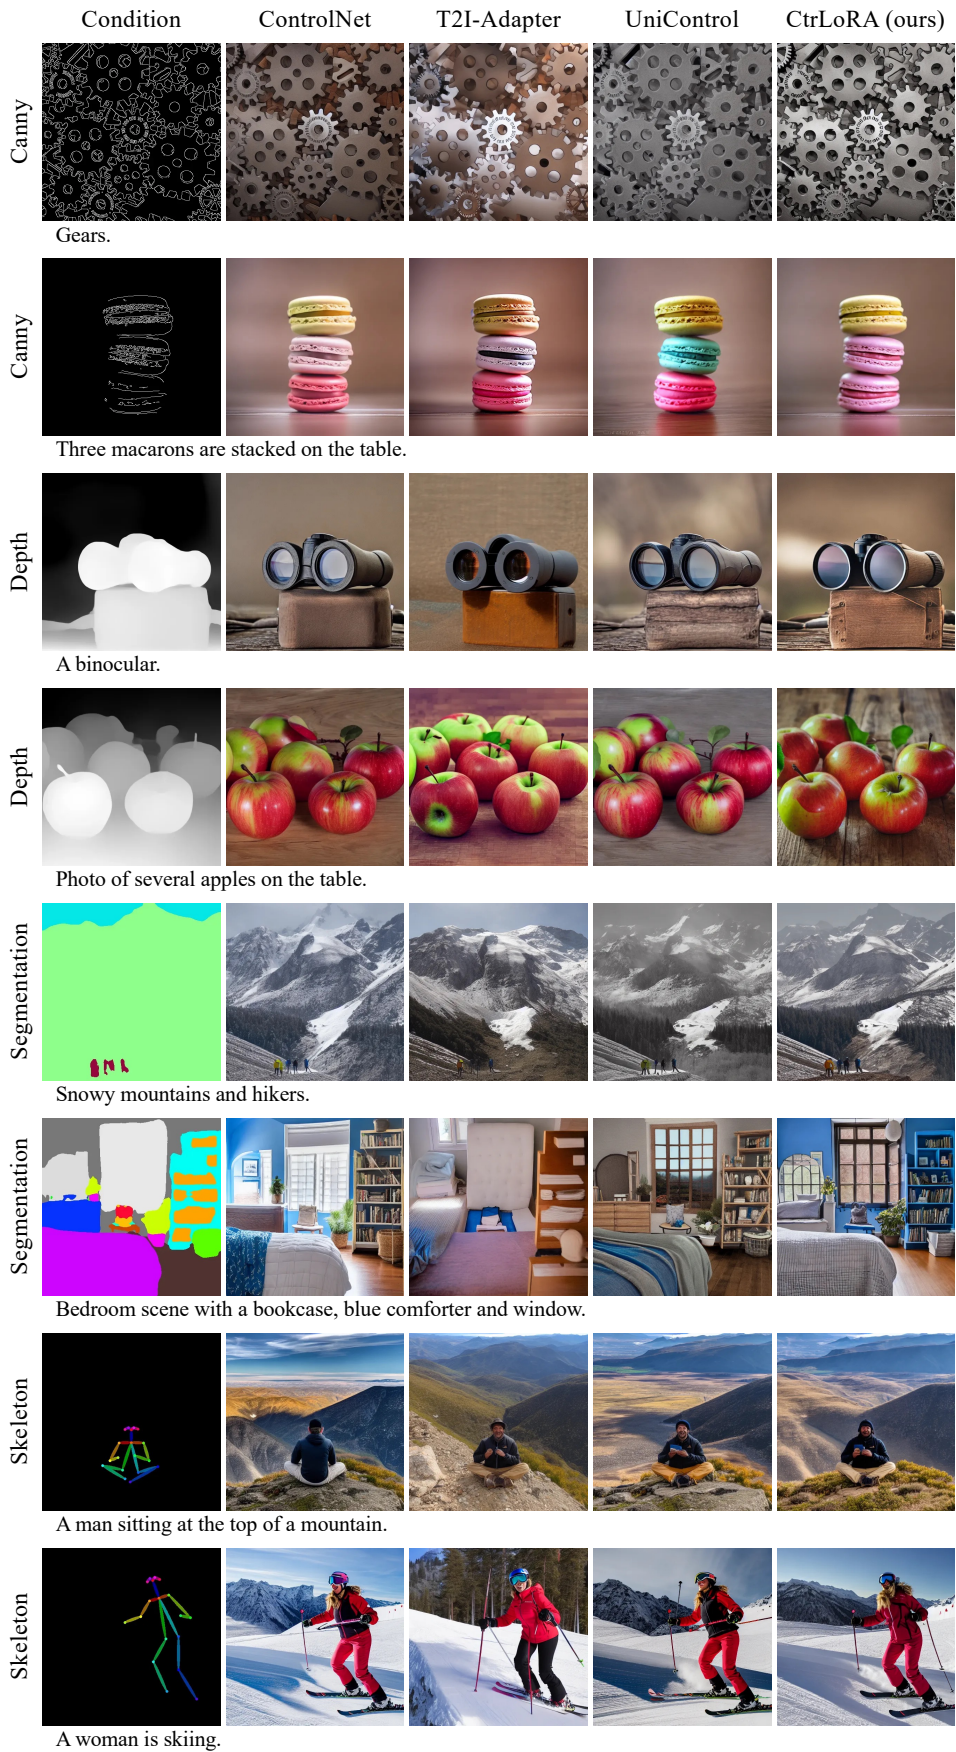 Condition ControlNet T2I-Adapter UniControl CtrLoRA (ours)
Canny
Gears.
Canny
Three macarons are stacked on the table.
Depth
A binocular.
Depth
Photo of several apples on the table.
Segmentation
Snowy mountains and hikers.
Segmentation
Bedroom scene with a bookcase, blue comforter and window.
Skeleton
A man sitting at the top of a mountain.
Skeleton
A woman is skiing.